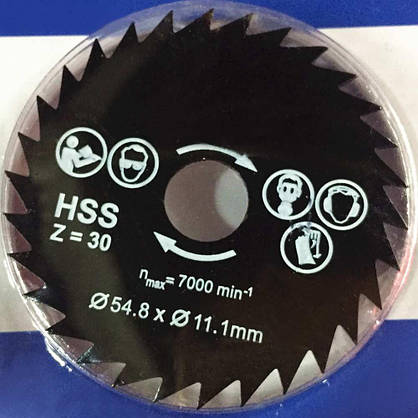 HSS
Z = 30
nmax= 7000 min-1
Ø54.8 x Ø11.1mm